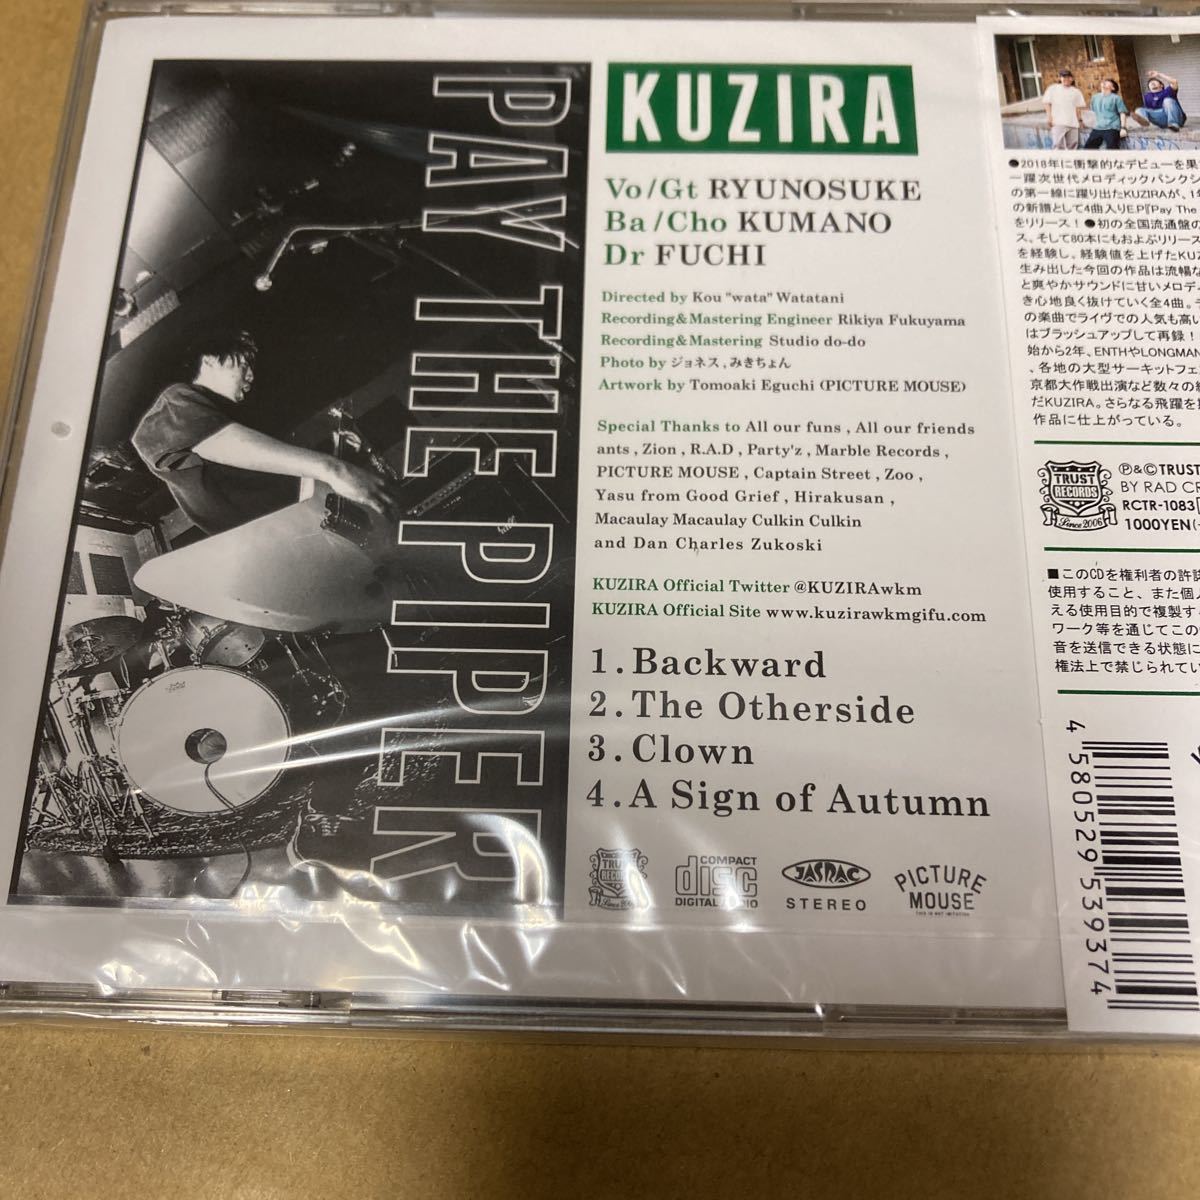 PAY THE PIPER
KUZIRA
Vo/Gt RYUNOSUKE
Ba/Cho KUMANO
Dr FUCHI
Directed by Kou "wata" Watatani
Recording&Mastering Engineer Rikiya Fukuyama
Recording&Mastering Studio do-do
Photo by ジョネス,みきちょん
Artwork by Tomoaki Eguchi (PICTURE MOUSE)
Special Thanks to All our funs , All our friends
ants , Zion , R.A.D , Party'z , Marble Records ,
PICTURE MOUSE , Captain Street , Zoo ,
Yasu from Good Grief , Hirakusan ,
Macaulay Macaulay Culkin Culkin
and Dan Charles Zukoski
KUZIRA Official Twitter @KUZIRAwkm
KUZIRA Official Site www.kuzirawkmgifu.com
1.Backward
2.The Otherside
3.Clown
4.A Sign of Autumn
TRUST
RECORDS
Since 2006
COMPACT
disc
DIGITAL AUDIO
JASRAC
STEREO
PICTURE
MOUSE
THIS IS NOT IMITATION
●2018年に衝撃的なデビューを果
一躍次世代メロディックパンクシ
の第一線に躍り出たKUZIRAが、1年
の新譜として4曲入りEP『Pay The
をリリース!●初の全国流通盤の
ス、そして80本にもおよぶリリース
を経験し、経験値を上げたKUZ
生み出した今回の作品は流暢な
と爽やかサウンドに甘いメロディ
き心地良く抜けていく全4曲。デ
の楽曲でライヴでの人気も高い
はブラッシュアップして再録!
始から2年、ENTHやLONGMAN
、各地の大型サーキットフェス
京都大作戦出演など数々の経
だKUZIRA。さらなる飛躍を
作品に仕上がっている。
TRUST
RECORDS
Since 2006
℗&©TRUST
BY RAD CR
RCTR-1083
1000YEN(
■このCDを権利者の許諾
使用すること、また個人
える使用目的で複製す
ワーク等を通じてこの
音を送信できる状態に
権法上で禁じられてい
4 580529 539374